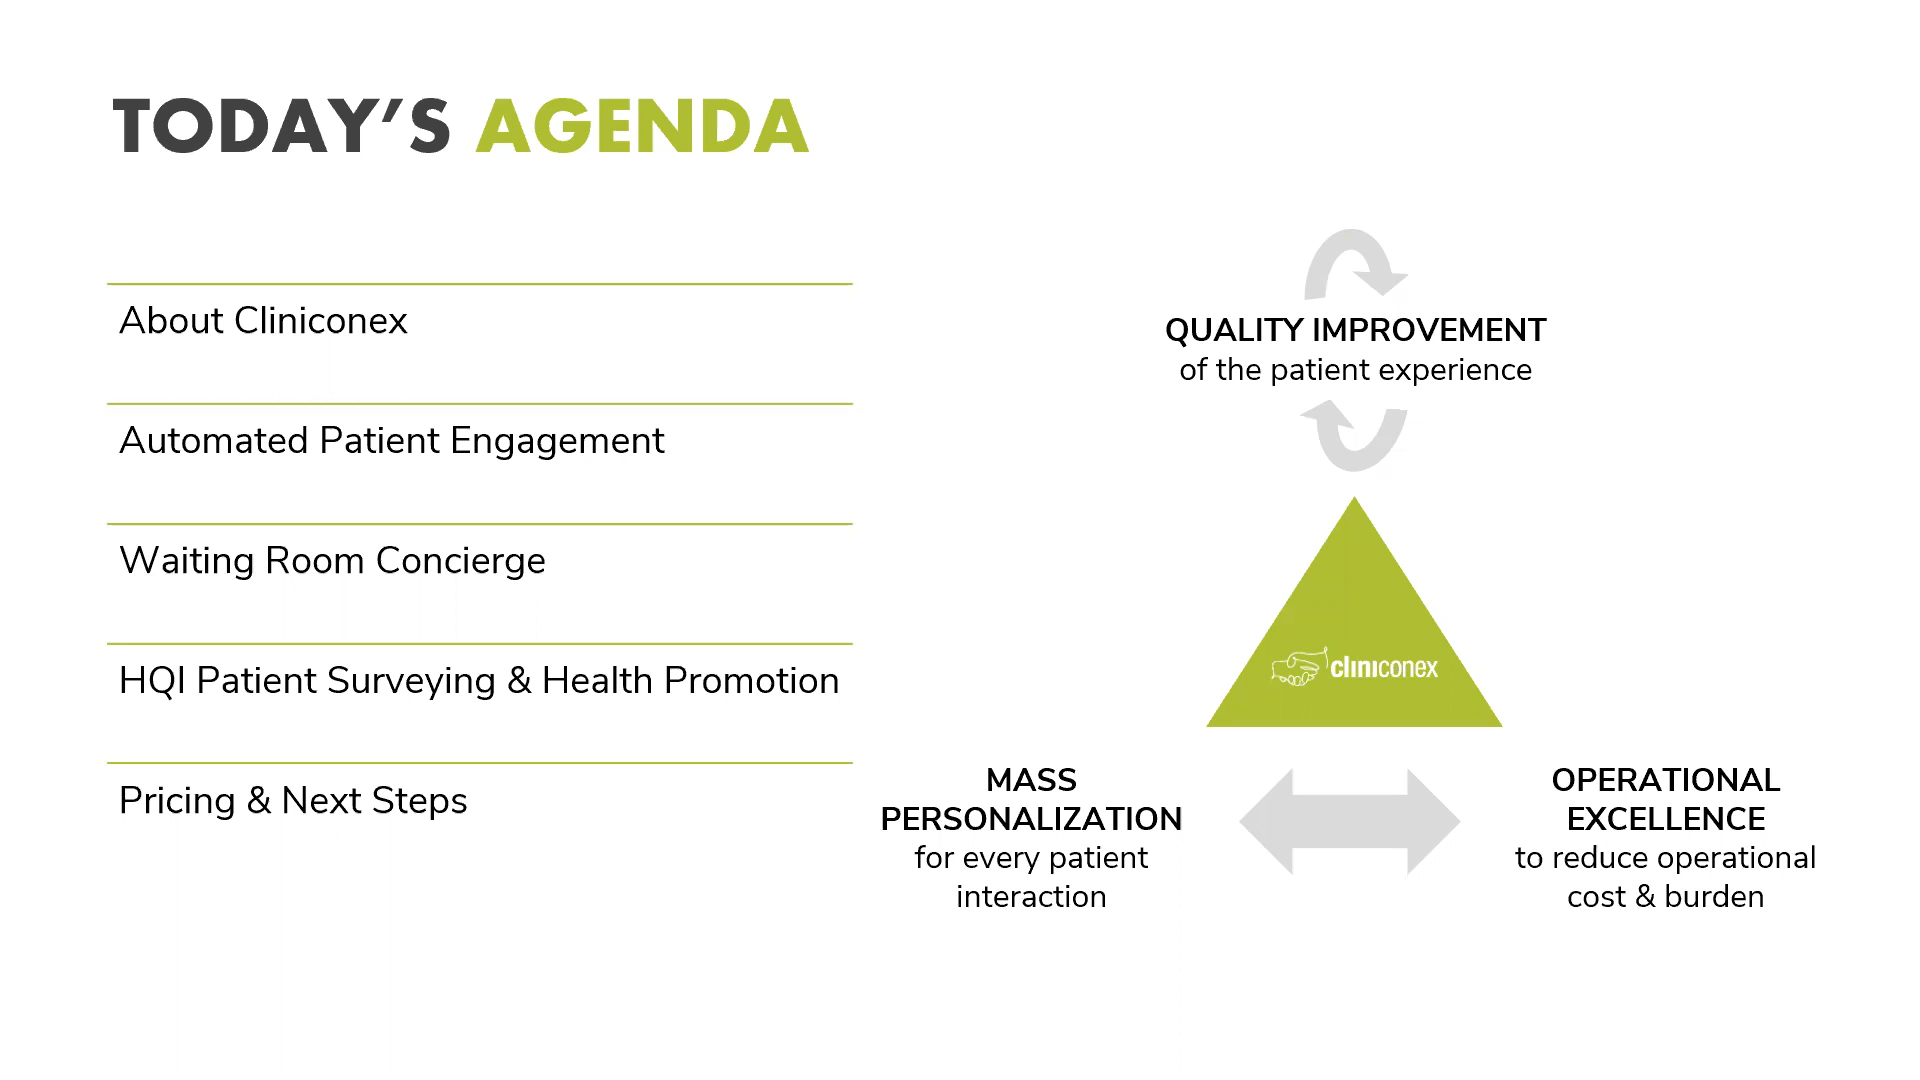 TODAY’S AGENDA
About Cliniconex
Automated Patient Engagement
Waiting Room Concierge
HQI Patient Surveying & Health Promotion
Pricing & Next Steps
QUALITY IMPROVEMENT
of the patient experience
cliniconex
MASS
PERSONALIZATION
for every patient
interaction
OPERATIONAL
EXCELLENCE
to reduce operational
cost & burden